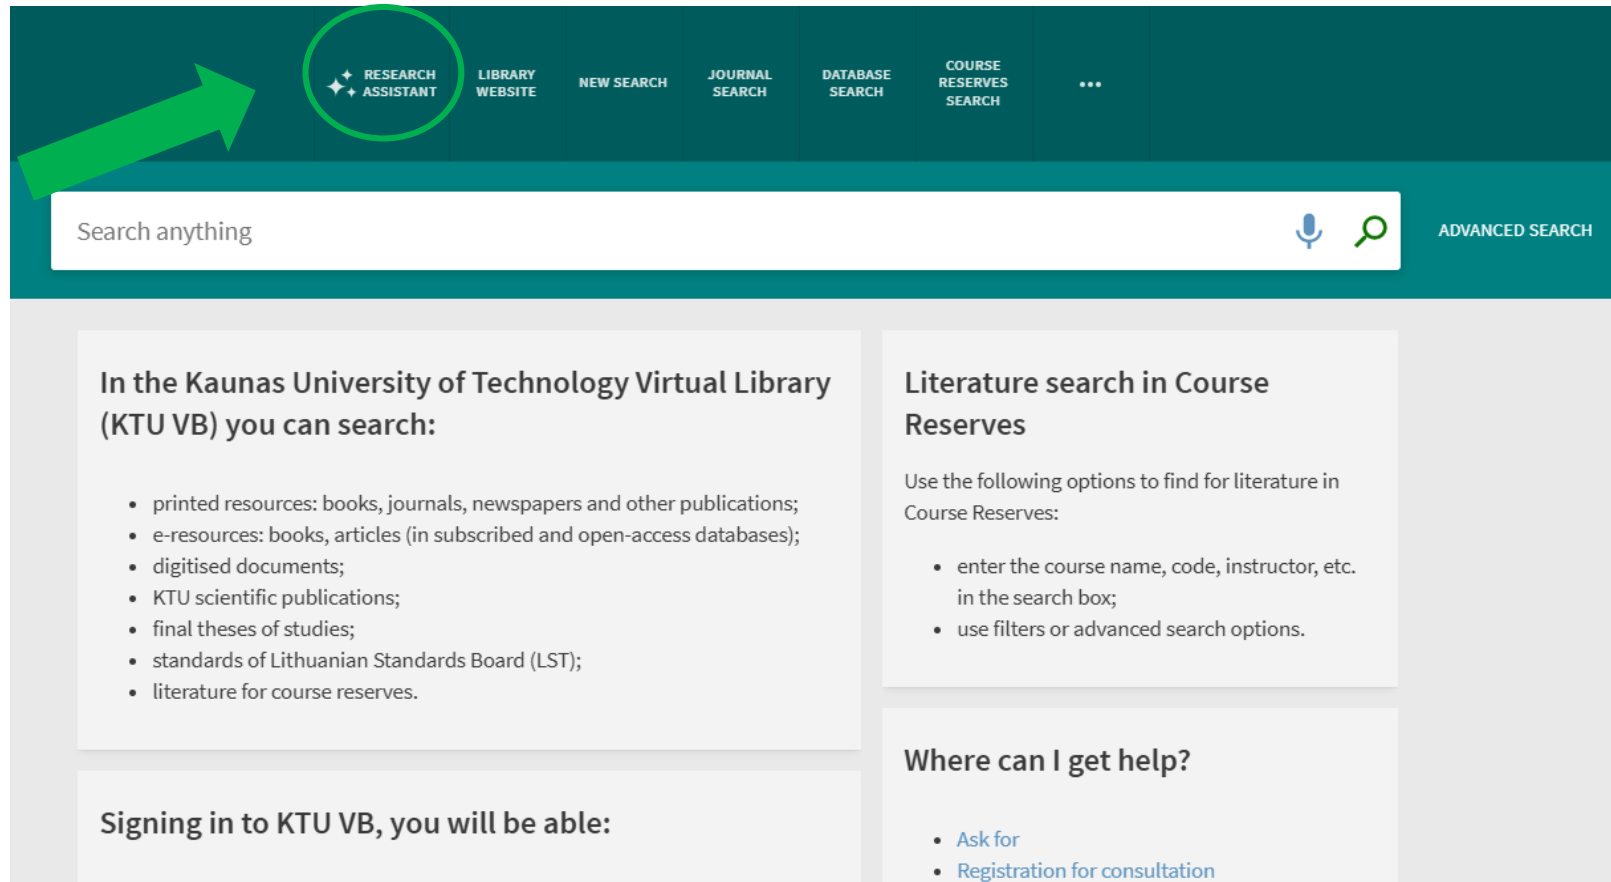 RESEARCH
ASSISTANT
LIBRARY
WEBSITE
NEW SEARCH
JOURNAL
SEARCH
DATABASE
SEARCH
COURSE
RESERVES
SEARCH
Search anything
ADVANCED SEARCH
In the Kaunas University of Technology Virtual Library
(KTU VB) you can search:
• printed resources: books, journals, newspapers and other publications;
• e-resources: books, articles (in subscribed and open-access databases);
• digitised documents;
• KTU scientific publications;
• final theses of studies;
• standards of Lithuanian Standards Board (LST);
• literature for course reserves.
Signing in to KTU VB, you will be able:
Literature search in Course
Reserves
Use the following options to find for literature in
Course Reserves:
• enter the course name, code, instructor, etc.
in the search box;
• use filters or advanced search options.
Where can I get help?
• Ask for
• Registration for consultation